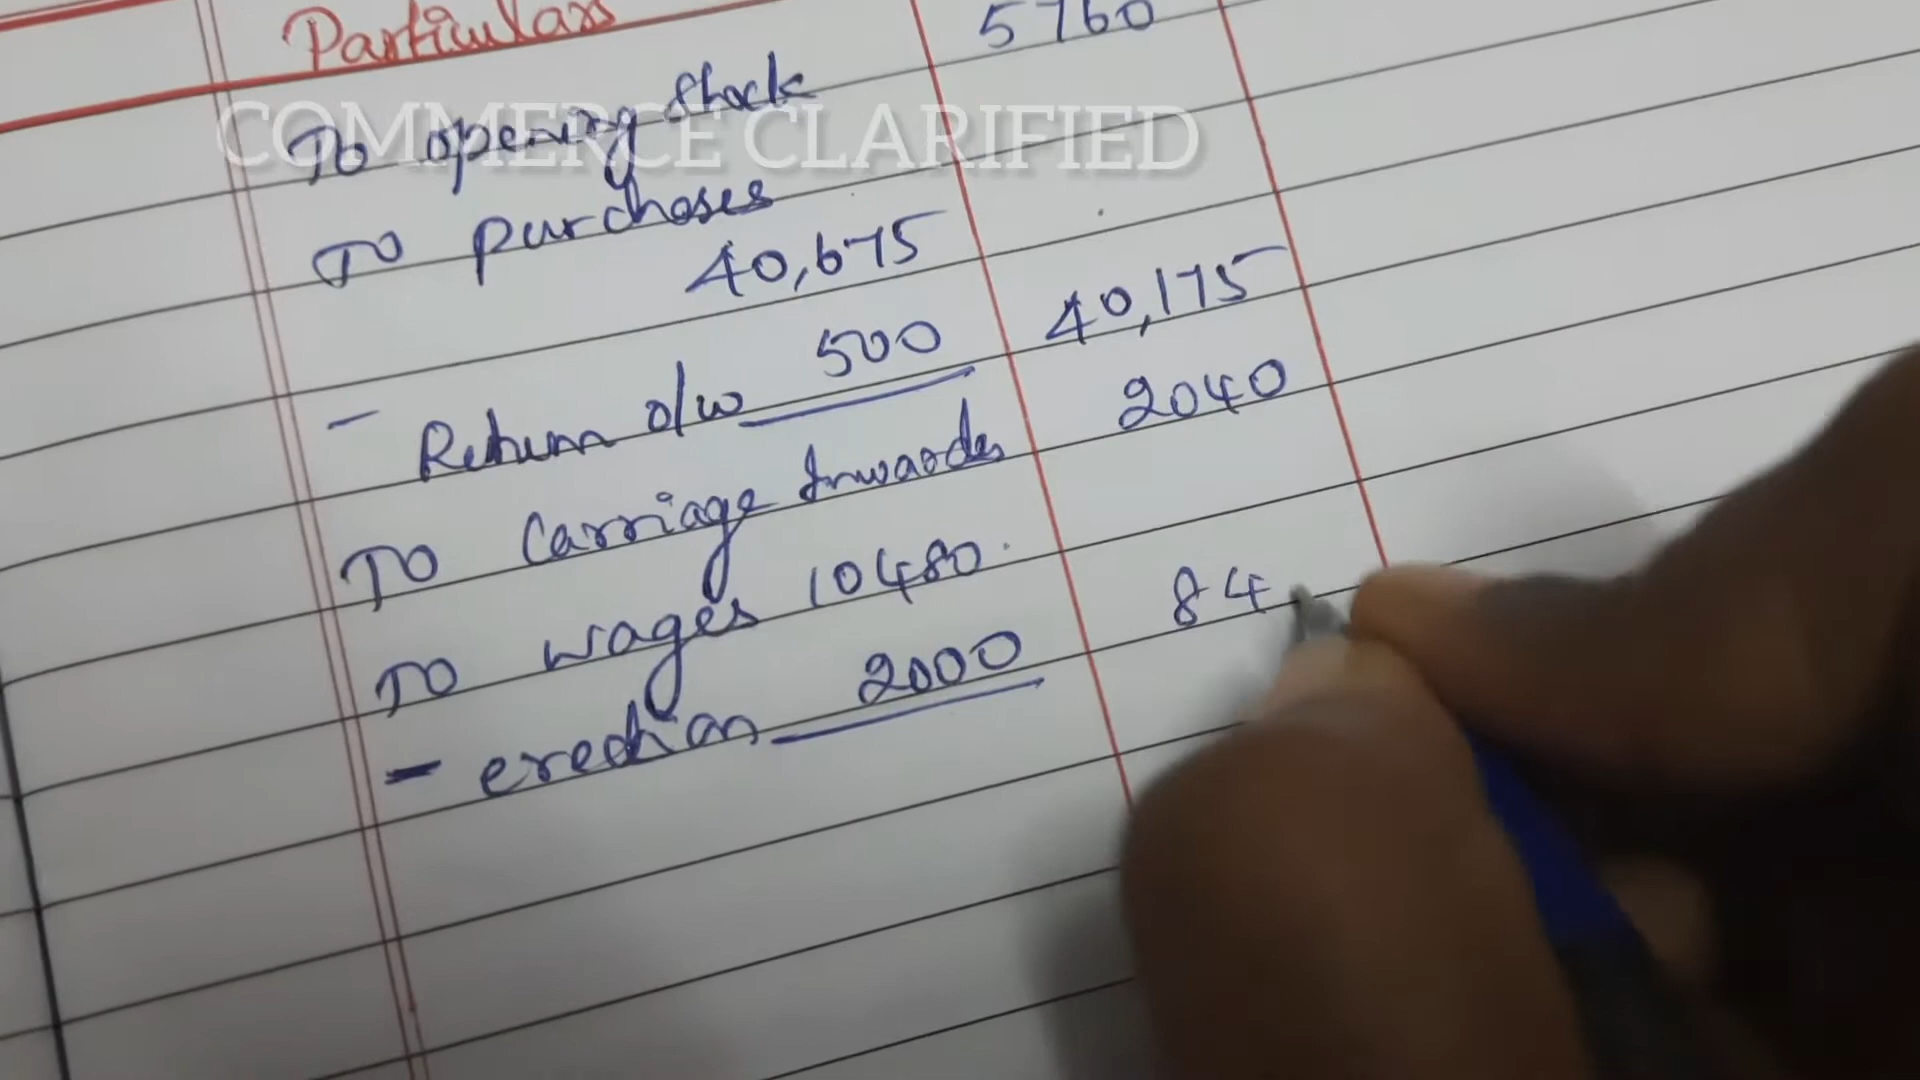 Particulars
To opening Stock 5760
COMMERCE CLARIFIED
To purchases
40,675
- Return o/w 500 40,175
To Carriage Inwards 2040
To wages 10480
- erection 2000 84